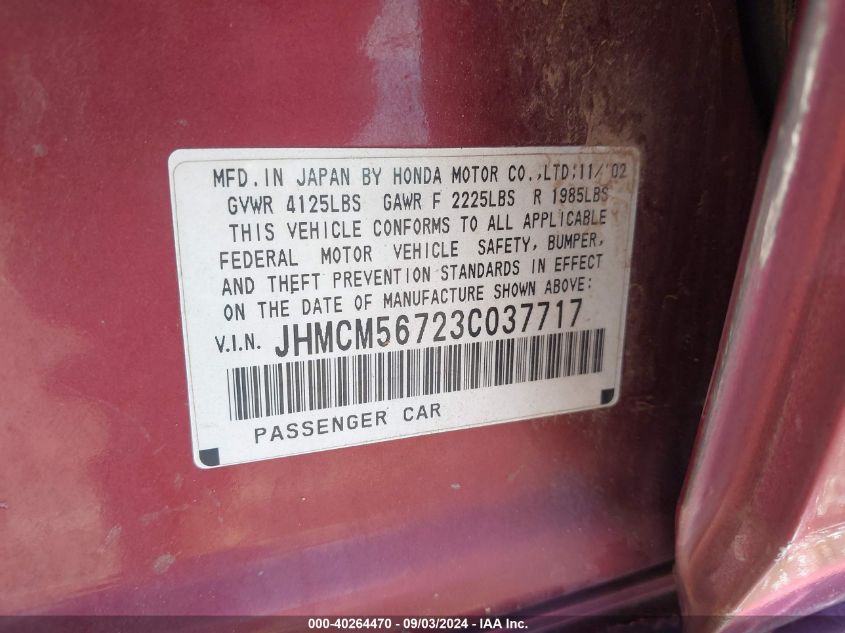 MFD. IN JAPAN BY HONDA MOTOR CO.,LTD; 11/'02
GVWR 4125LBS GAWR F 2225LBS R 1985LBS
THIS VEHICLE CONFORMS TO ALL APPLICABLE
FEDERAL MOTOR VEHICLE SAFETY, BUMPER,
AND THEFT PREVENTION STANDARDS IN EFFECT
ON THE DATE OF MANUFACTURE SHOWN ABOVE:
V.I.N. JHMCM56723C037717
PASSENGER CAR
000-40264470 - 09/03/2024 - IAA Inc.